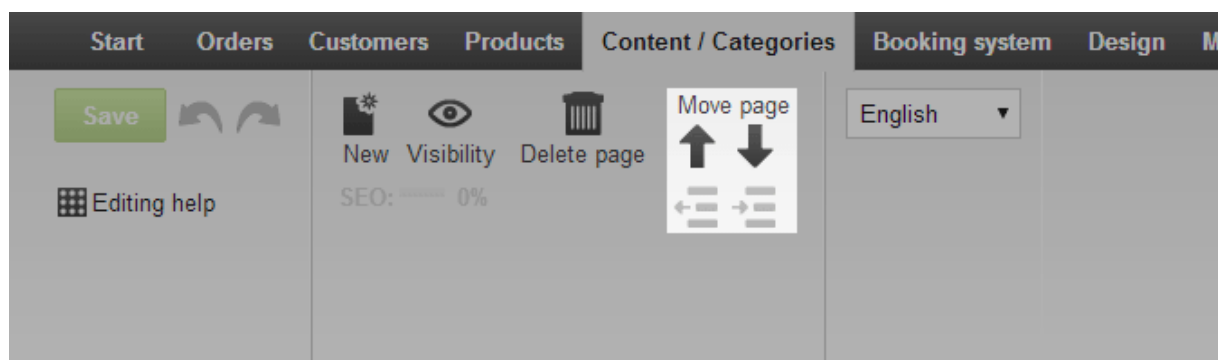 Start Orders Customers Products Content / Categories Booking system Design M
Save
New Visibility Delete page Move page
English
SEO: 0%
Editing help